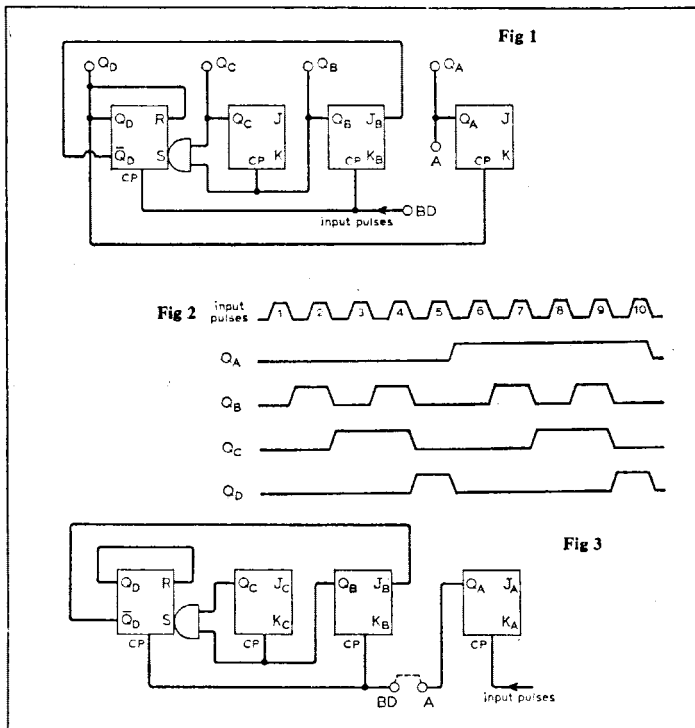 Fig 1
Q_D Q_C Q_B Q_A
Q_D R Q_C J Q_B J_B Q_A J
Q̄_D S K K_B A K
CP CP CP CP
input pulses BD
Fig 2 input pulses 1 2 3 4 5 6 7 8 9 10
Q_A
Q_B
Q_C
Q_D
Fig 3
Q_D R Q_C J_C Q_B J_B Q_A J_A
Q̄_D S K_C K_B K_A
CP CP CP CP
BD A input pulses